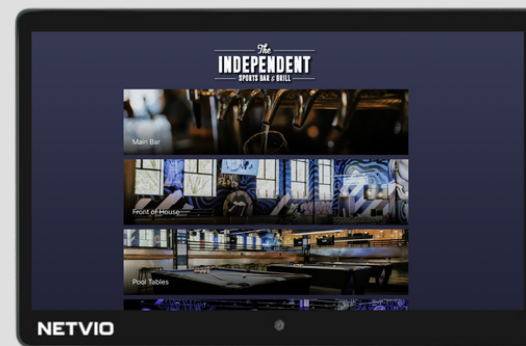 The
INDEPENDENT
SPORTS BAR & GRILL
Main Bar
Front of House
Pool Tables
NETVIO